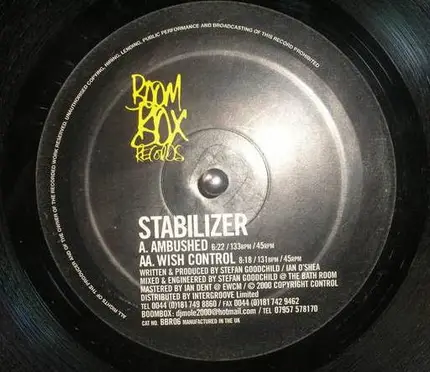 ALL RIGHTS OF THE PRODUCER AND OF THE OWNER OF THE RECORDED WORK RESERVED. UNAUTHORISED COPYING, HIRING, LENDING, PUBLIC PERFORMANCE AND BROADCASTING OF THIS RECORD PROHIBITED
BOOM
BOX
RECORDS
STABILIZER
A. AMBUSHED 6:22 / 133BPM / 45RPM
AA. WISH CONTROL 8:18 / 131BPM / 45RPM
WRITTEN & PRODUCED BY STEFAN GOODCHILD / IAN O'SHEA
MIXED & ENGINEERED BY STEFAN GOODCHILD @ THE BATH ROOM
MASTERED BY IAN DENT @ EWCM / © 2000 COPYRIGHT CONTROL
DISTRIBUTED BY INTERGROOVE Limited
TEL 0044 (0)181 749 8860 / FAX 0044 (0)181 742 9462
BOOMBOX: djmole2000@hotmail.com / TEL 07957 578170
CAT NO. BBR06 MANUFACTURED IN THE UK